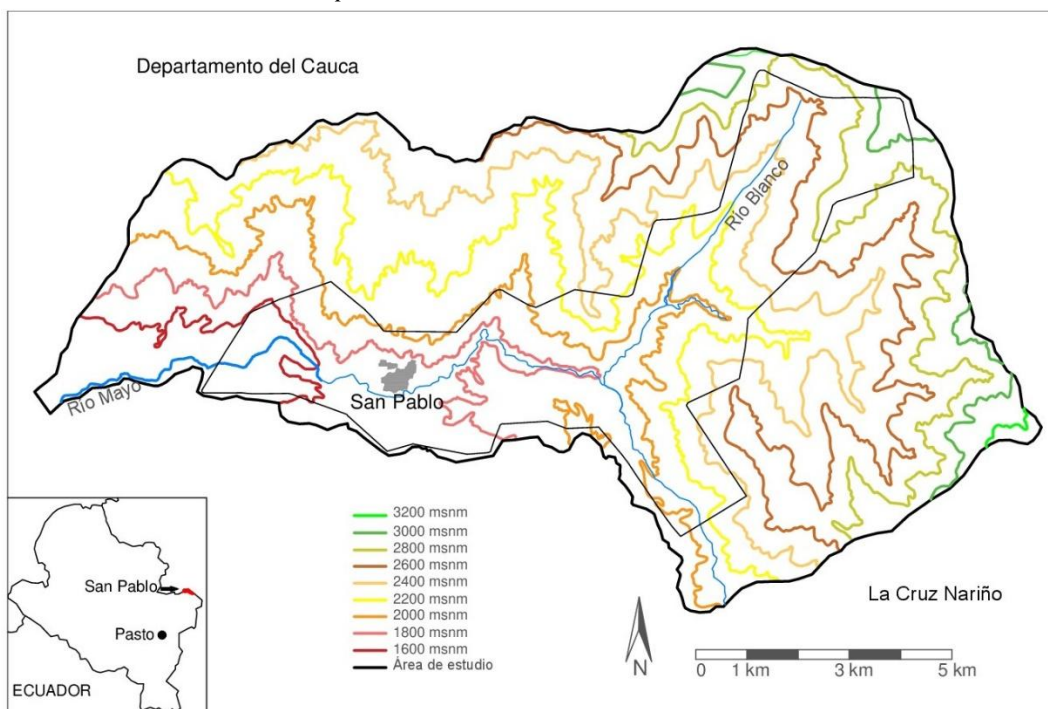 Departamento del Cauca
Río Blanco
Río Mayo
San Pablo
La Cruz Nariño
3200 msnm
3000 msnm
2800 msnm
2600 msnm
2400 msnm
2200 msnm
2000 msnm
1800 msnm
1600 msnm
Área de estudio
0 1 km 3 km 5 km
San Pablo
Pasto
ECUADOR